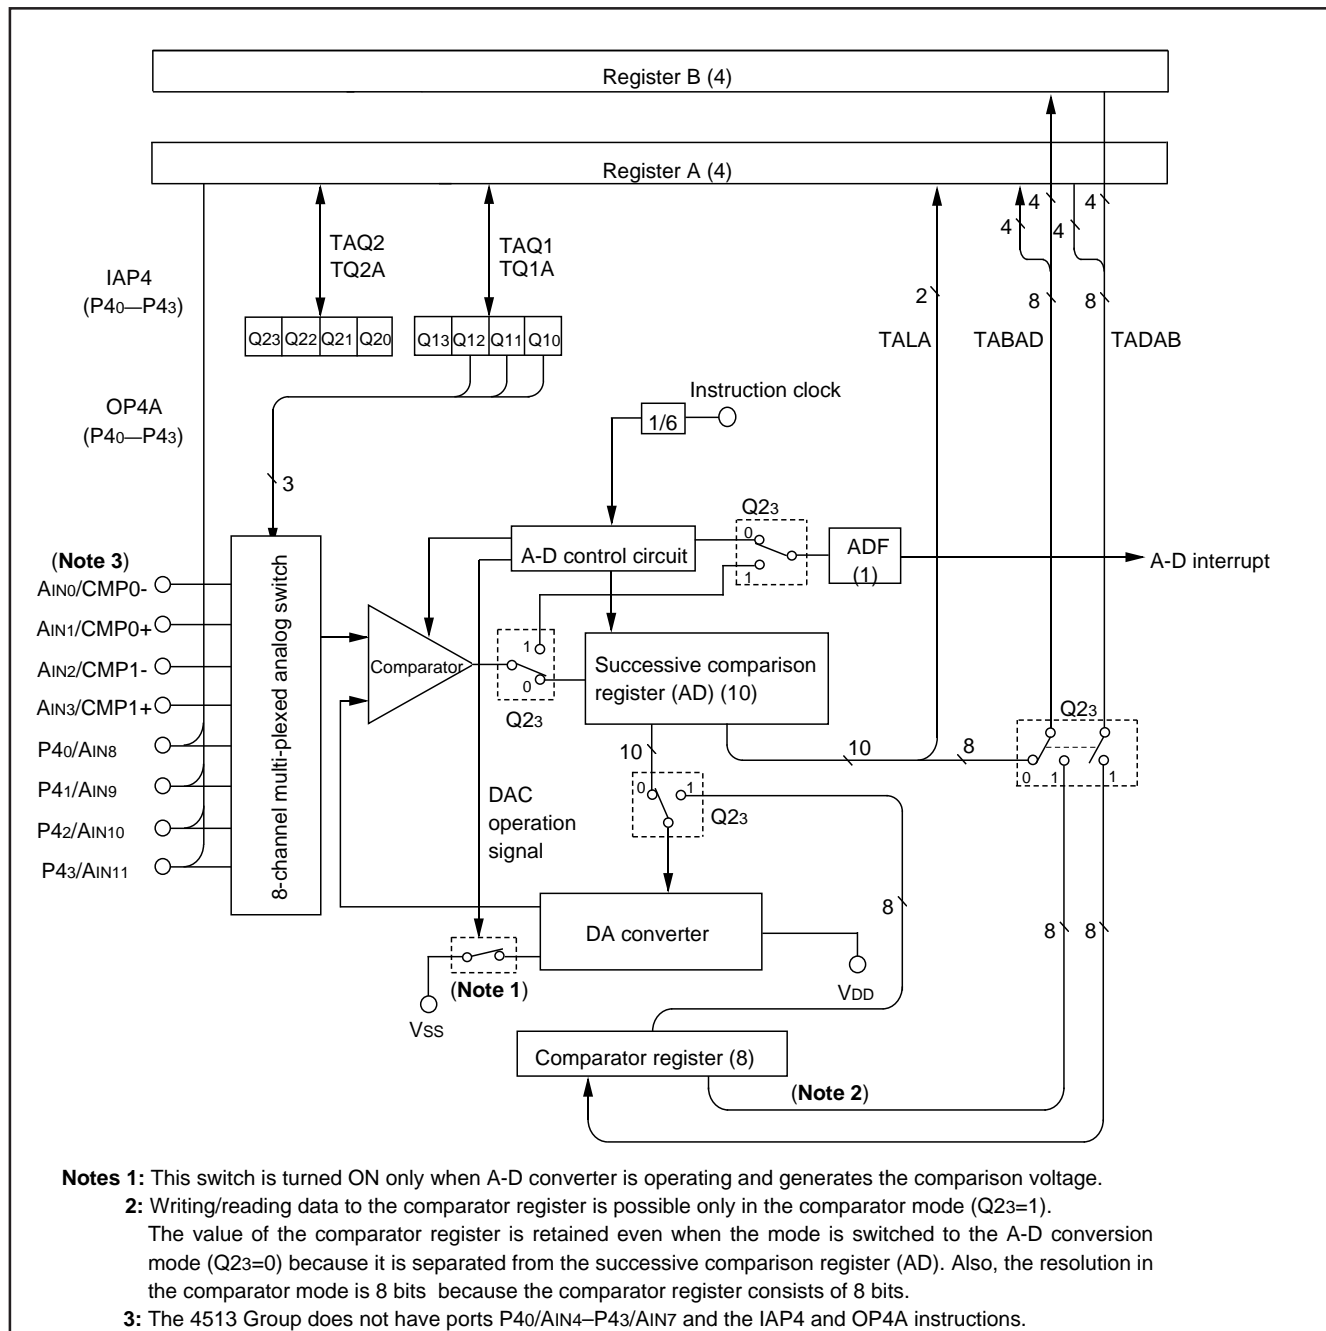 Register B (4)
Register A (4)
4 4
4 4
TAQ2
TQ2A
TAQ1
TQ1A
IAP4
(P40—P43)
2 8 8
TALA TABAD TADAB
Q23 Q22 Q21 Q20
Q13 Q12 Q11 Q10
OP4A
(P40—P43)
Instruction clock
1/6
3
Q23
0
1
A-D control circuit
ADF
(1)
A-D interrupt
(Note 3)
AIN0/CMP0-
AIN1/CMP0+
AIN2/CMP1-
AIN3/CMP1+
P40/AIN8
P41/AIN9
P42/AIN10
P43/AIN11
8-channel multi-plexed analog switch
Comparator
1
0
Q23
Successive comparison
register (AD) (10)
10
10 8
Q23
0 1 1
0 1
Q23
DAC
operation
signal
8
8 8
DA converter
(Note 1)
VSS
VDD
Comparator register (8)
(Note 2)
Notes 1: This switch is turned ON only when A-D converter is operating and generates the comparison voltage.
2: Writing/reading data to the comparator register is possible only in the comparator mode (Q23=1).
The value of the comparator register is retained even when the mode is switched to the A-D conversion
mode (Q23=0) because it is separated from the successive comparison register (AD). Also, the resolution in
the comparator mode is 8 bits because the comparator register consists of 8 bits.
3: The 4513 Group does not have ports P40/AIN4–P43/AIN7 and the IAP4 and OP4A instructions.